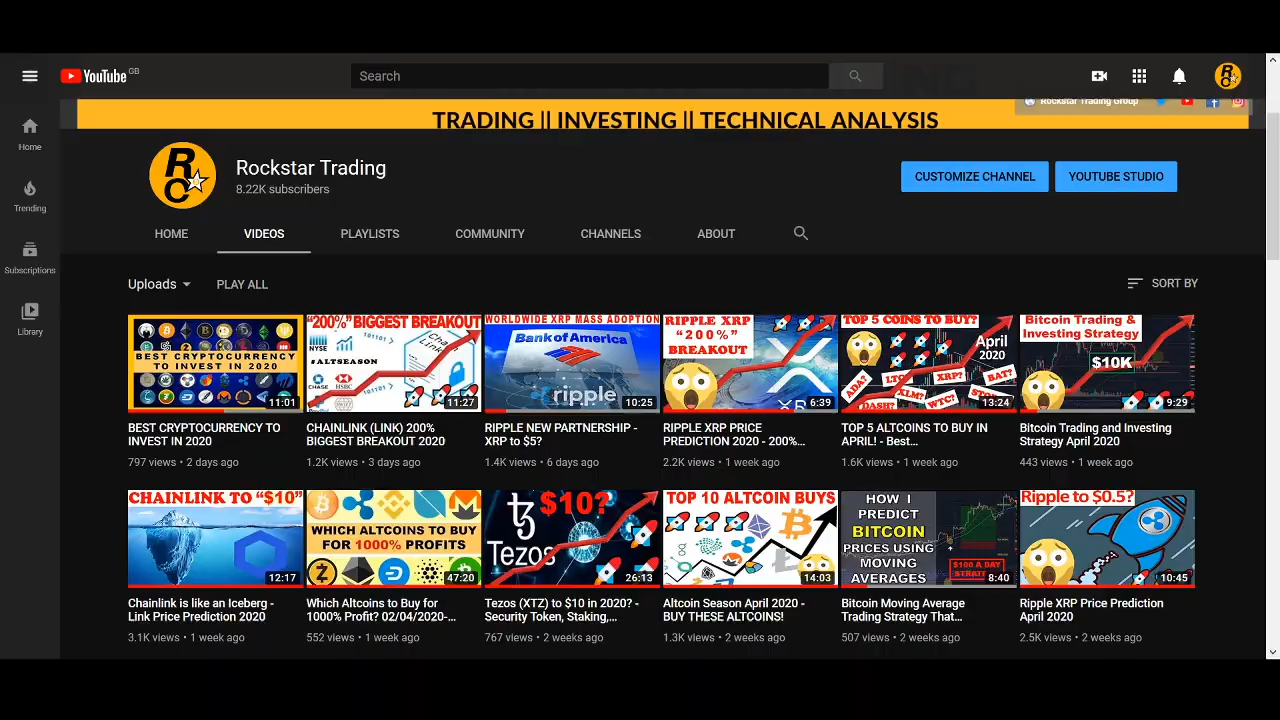 YouTube GB
Search
Rockstar Trading Group
TRADING || INVESTING || TECHNICAL ANALYSIS
Home
Trending
Subscriptions
Library
RC
Rockstar Trading
8.22K subscribers
CUSTOMIZE CHANNEL
YOUTUBE STUDIO
HOME
VIDEOS
PLAYLISTS
COMMUNITY
CHANNELS
ABOUT
Uploads
PLAY ALL
SORT BY
BEST CRYPTOCURRENCY
TO INVEST IN 2020
11:01
BEST CRYPTOCURRENCY TO
INVEST IN 2020
797 views • 2 days ago
"200%" BIGGEST BREAKOUT
NYSE
#ALTSEASON
CHASE
HSBC
PayPal
11:27
CHAINLINK (LINK) 200%
BIGGEST BREAKOUT 2020
1.2K views • 3 days ago
WORLDWIDE XRP MASS ADOPTION
Bank of America
ripple
10:25
RIPPLE NEW PARTNERSHIP -
XRP to $5?
1.4K views • 6 days ago
RIPPLE XRP
"200%"
BREAKOUT
6:39
RIPPLE XRP PRICE
PREDICTION 2020 - 200%...
2.2K views • 1 week ago
TOP 5 COINS TO BUY?
April
2020
ADA?
LTC
XRP?
BAT?
DASH?
XLM?
WTC?
13:24
TOP 5 ALTCOINS TO BUY IN
APRIL! - Best...
1.6K views • 1 week ago
Bitcoin Trading &
Investing Strategy
$10K
9:29
Bitcoin Trading and Investing
Strategy April 2020
443 views • 1 week ago
CHAINLINK TO "$10"
12:17
Chainlink is like an Iceberg -
Link Price Prediction 2020
3.1K views • 1 week ago
WHICH ALTCOINS TO BUY
FOR 1000% PROFITS
47:20
Which Altcoins to Buy for
1000% Profit? 02/04/2020-...
552 views • 1 week ago
$10?
Tezos
26:13
Tezos (XTZ) to $10 in 2020? -
Security Token, Staking,...
767 views • 2 weeks ago
TOP 10 ALTCOIN BUYS
14:03
Altcoin Season April 2020 -
BUY THESE ALTCOINS!
1.3K views • 2 weeks ago
HOW I
PREDICT
BITCOIN
PRICES USING
MOVING
AVERAGES
$100 A DAY
8:40
Bitcoin Moving Average
Trading Strategy That...
507 views • 2 weeks ago
Ripple to $0.5?
10:45
Ripple XRP Price Prediction
April 2020
2.5K views • 2 weeks ago